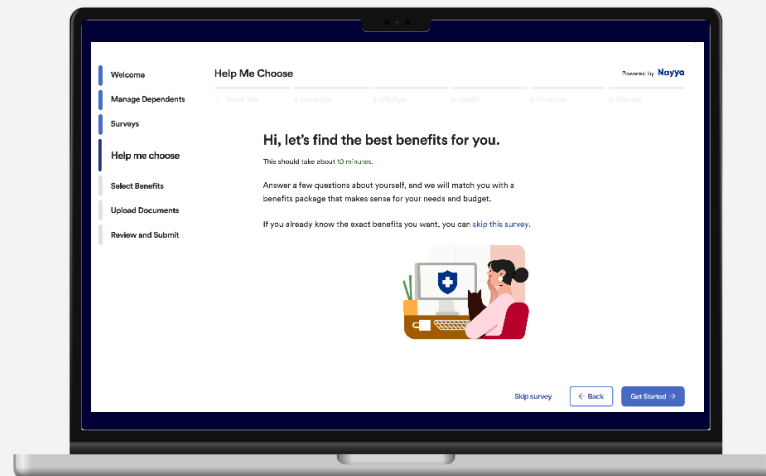 Welcome
Manage Dependents
Surveys
Help me choose
Select Benefits
Upload Documents
Review and Submit
Help Me Choose
Powered by Nayya
1. About You
2. Coverage
3. Lifestyle
4. Health
5. Finances
6. Choose
Hi, let's find the best benefits for you.
This should take about 10 minutes.
Answer a few questions about yourself, and we will match you with a
benefits package that makes sense for your needs and budget.
If you already know the exact benefits you want, you can skip this survey.
Skip survey
← Back
Get Started →